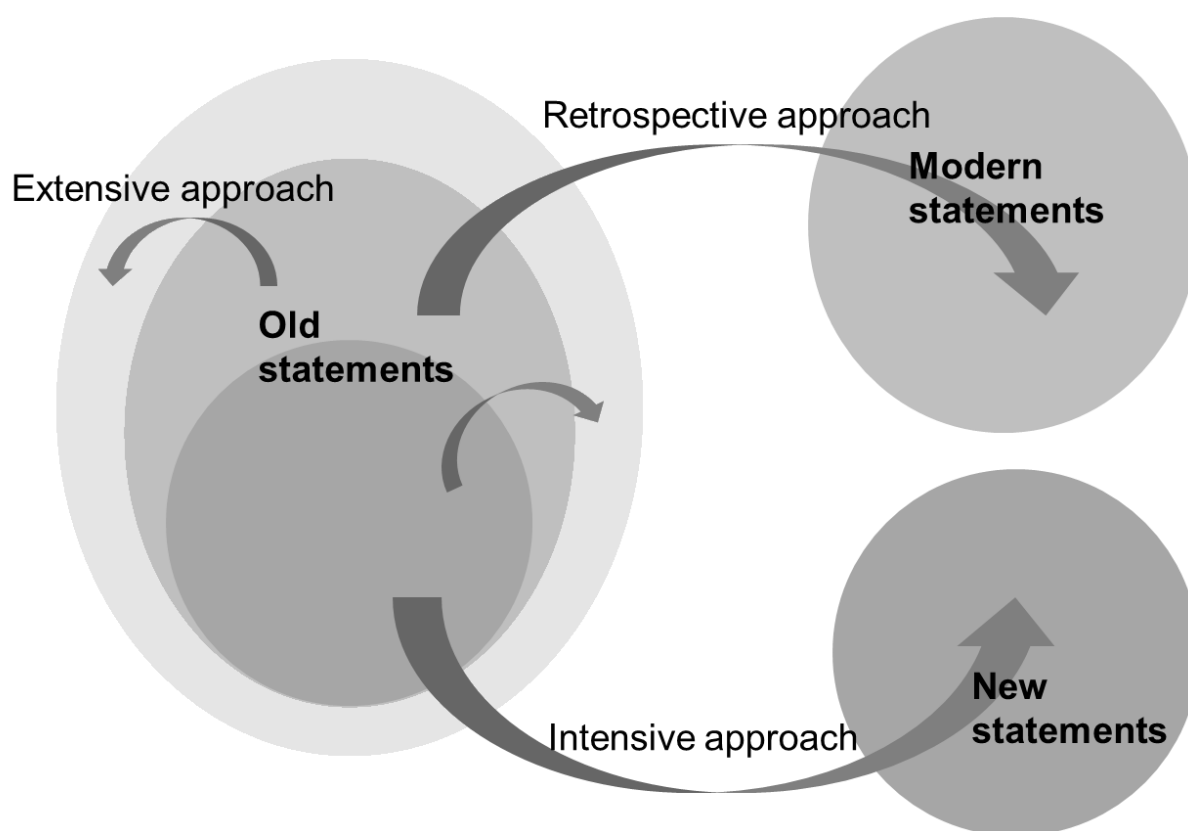 Retrospective approach
Modern
statements
Extensive approach
Old
statements
New
statements
Intensive approach